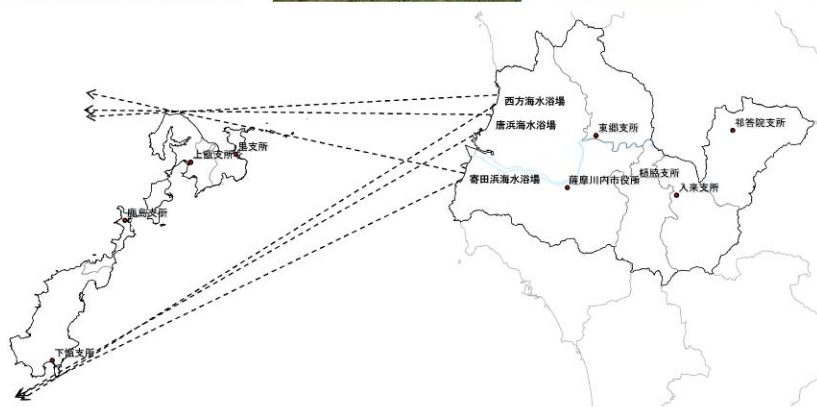 西方海水浴場
唐浜海水浴場
東郷支所
祁答院支所
里支所
上甑支所
寄田浜海水浴場
薩摩川内市役所
樋脇支所
入来支所
鹿島支所
下甑支所